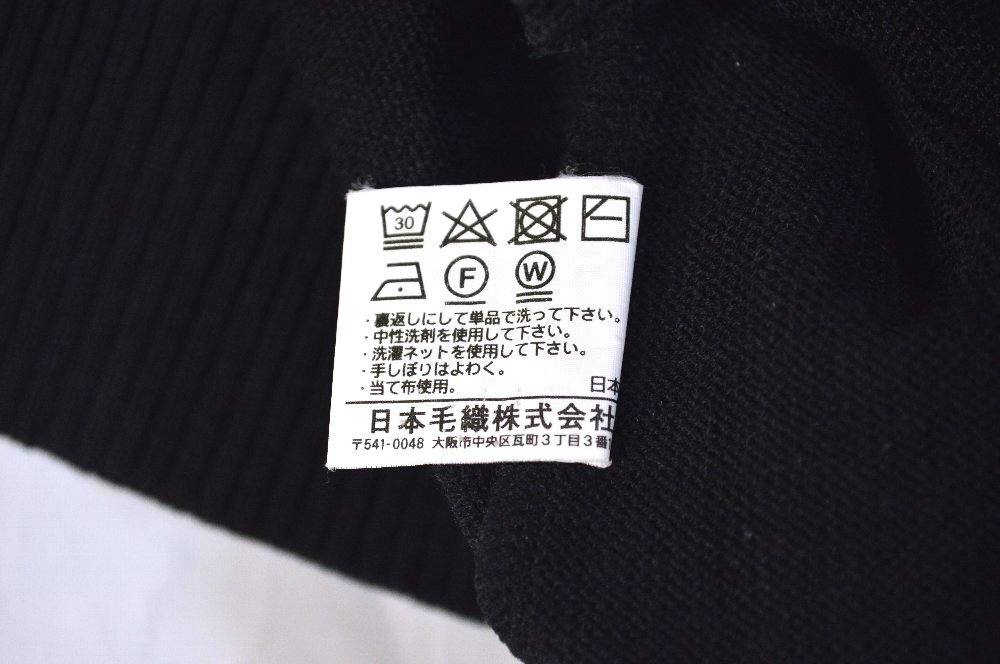 30
F W
・裏返しにして単品で洗って下さい。
・中性洗剤を使用して下さい。
・洗濯ネットを使用して下さい。
・手しぼりはよわく。
・当て布使用。
日本
日本毛織株式会社
〒541-0048 大阪市中央区瓦町3丁目3番1